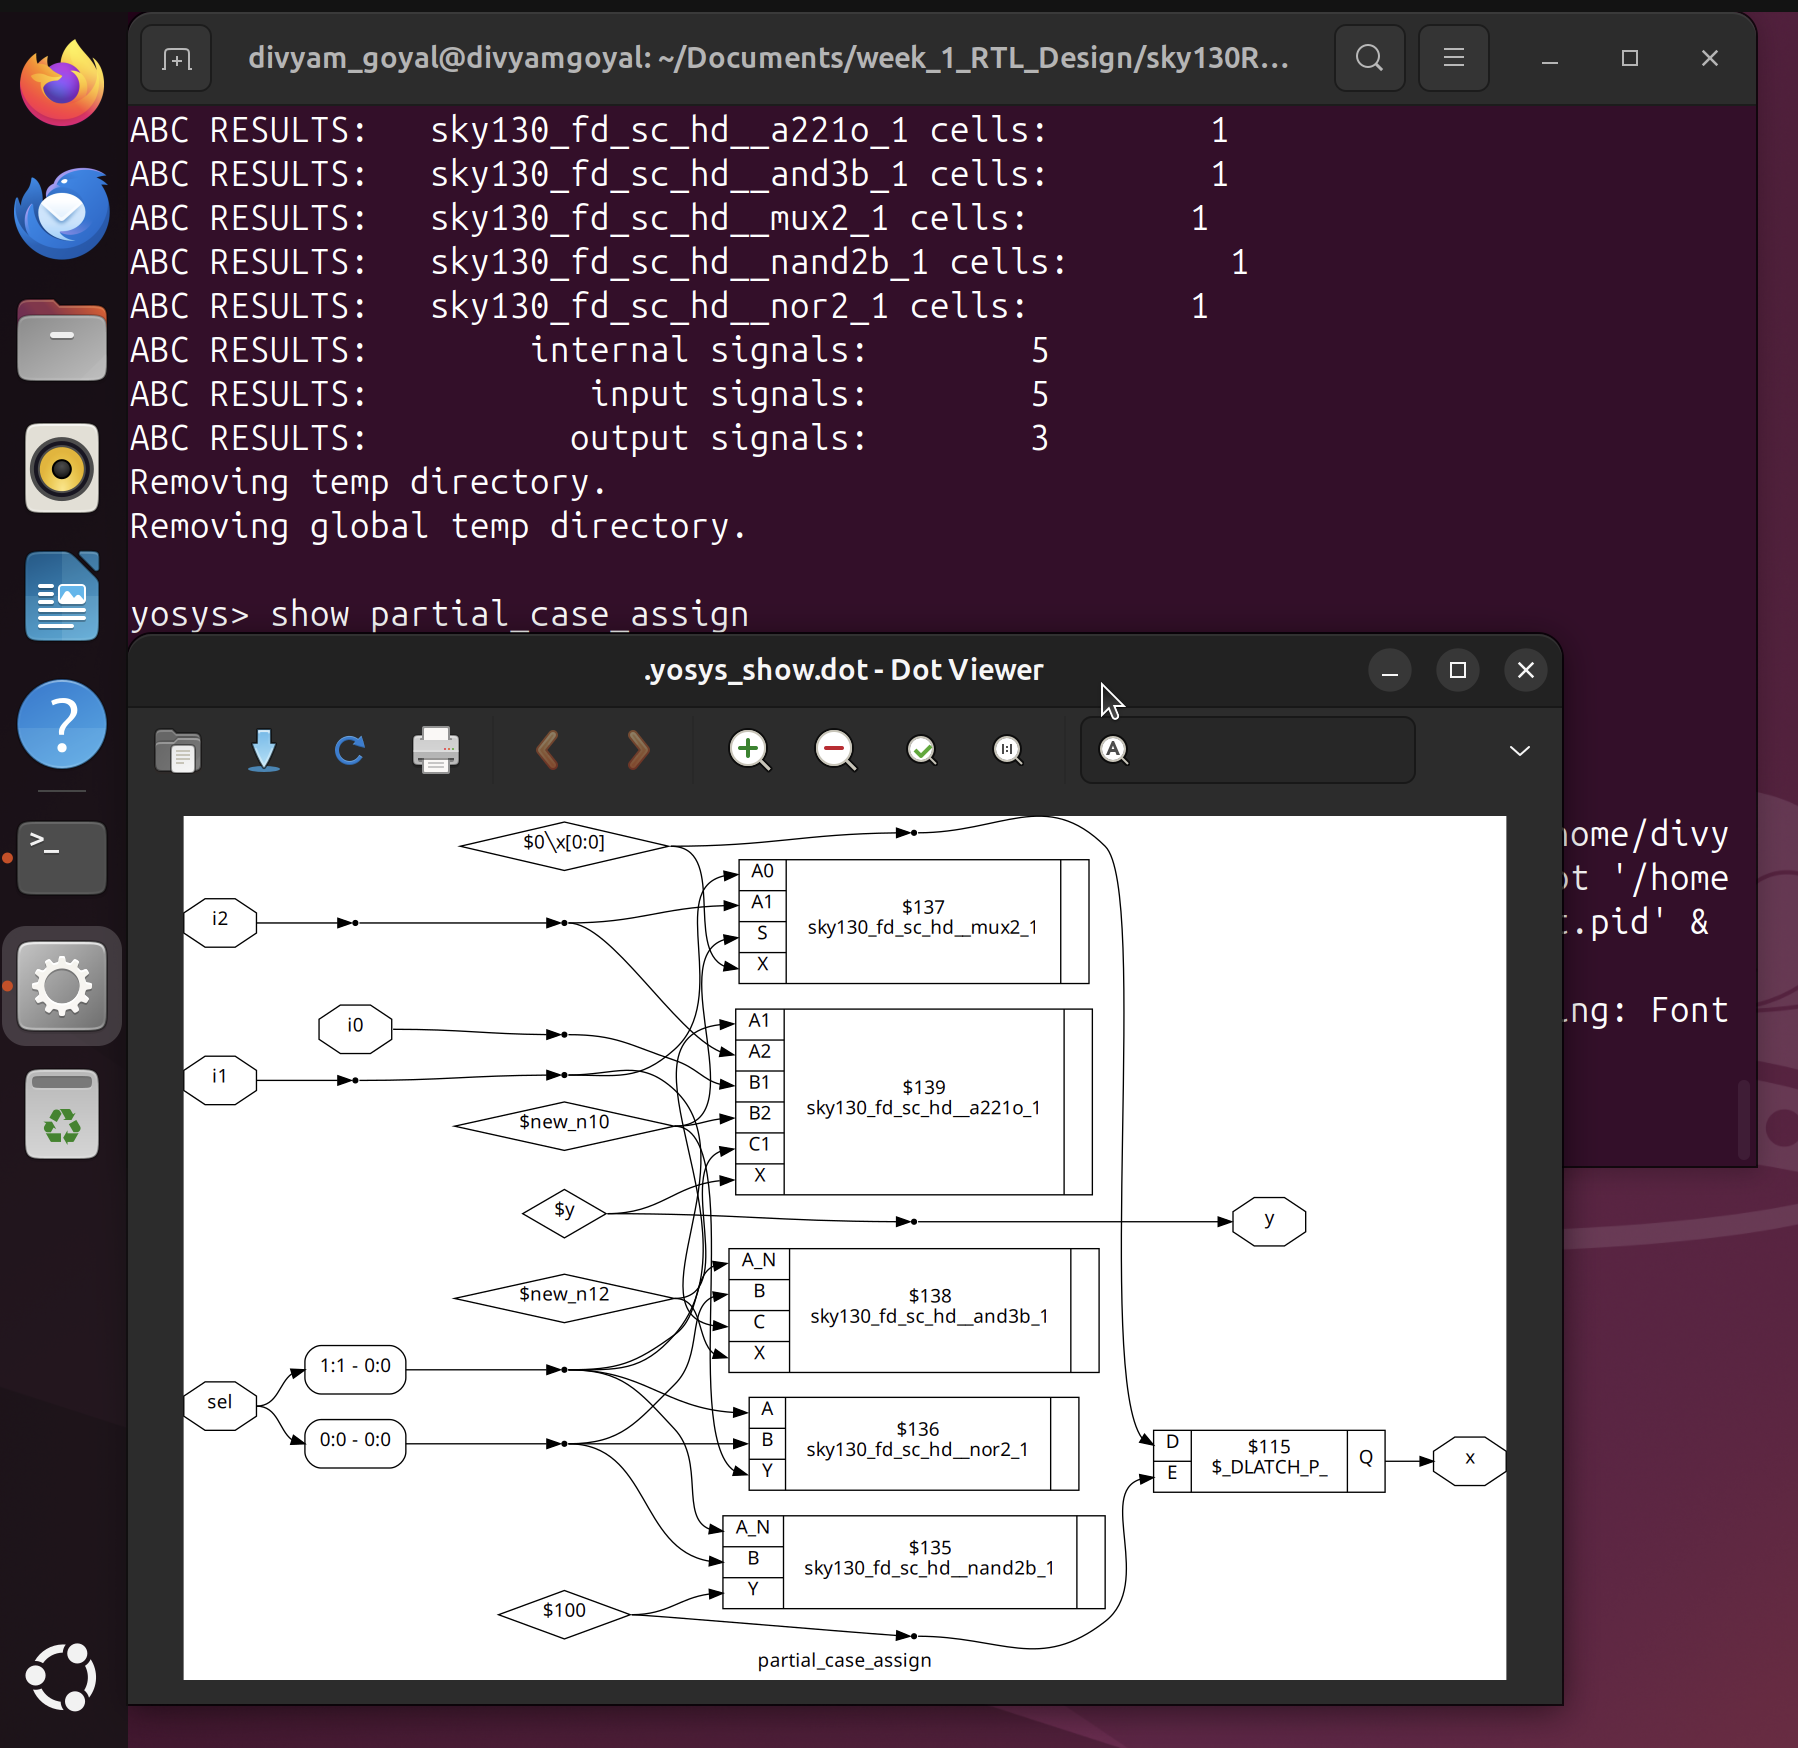 divyam_goyal@divyamgoyal: ~/Documents/week_1_RTL_Design/sky130R...
ABC RESULTS:   sky130_fd_sc_hd__a221o_1 cells:        1
ABC RESULTS:   sky130_fd_sc_hd__and3b_1 cells:        1
ABC RESULTS:   sky130_fd_sc_hd__mux2_1 cells:        1
ABC RESULTS:   sky130_fd_sc_hd__nand2b_1 cells:        1
ABC RESULTS:   sky130_fd_sc_hd__nor2_1 cells:        1
ABC RESULTS:        internal signals:        5
ABC RESULTS:           input signals:        5
ABC RESULTS:          output signals:        3
Removing temp directory.
Removing global temp directory.
yosys> show partial_case_assign
.yosys_show.dot - Dot Viewer
home/divy
ot '/home
t.pid' &
ing: Font
$0\x[0:0]
A0
A1
S
X
$137
sky130_fd_sc_hd__mux2_1
i2
i0
i1
A1
A2
B1
B2
C1
X
$139
sky130_fd_sc_hd__a221o_1
$new_n10
$y
y
$new_n12
A_N
B
C
X
$138
sky130_fd_sc_hd__and3b_1
sel
1:1 - 0:0
0:0 - 0:0
A
B
Y
$136
sky130_fd_sc_hd__nor2_1
D
E
$115
$_DLATCH_P_
Q
x
A_N
B
Y
$135
sky130_fd_sc_hd__nand2b_1
$100
partial_case_assign